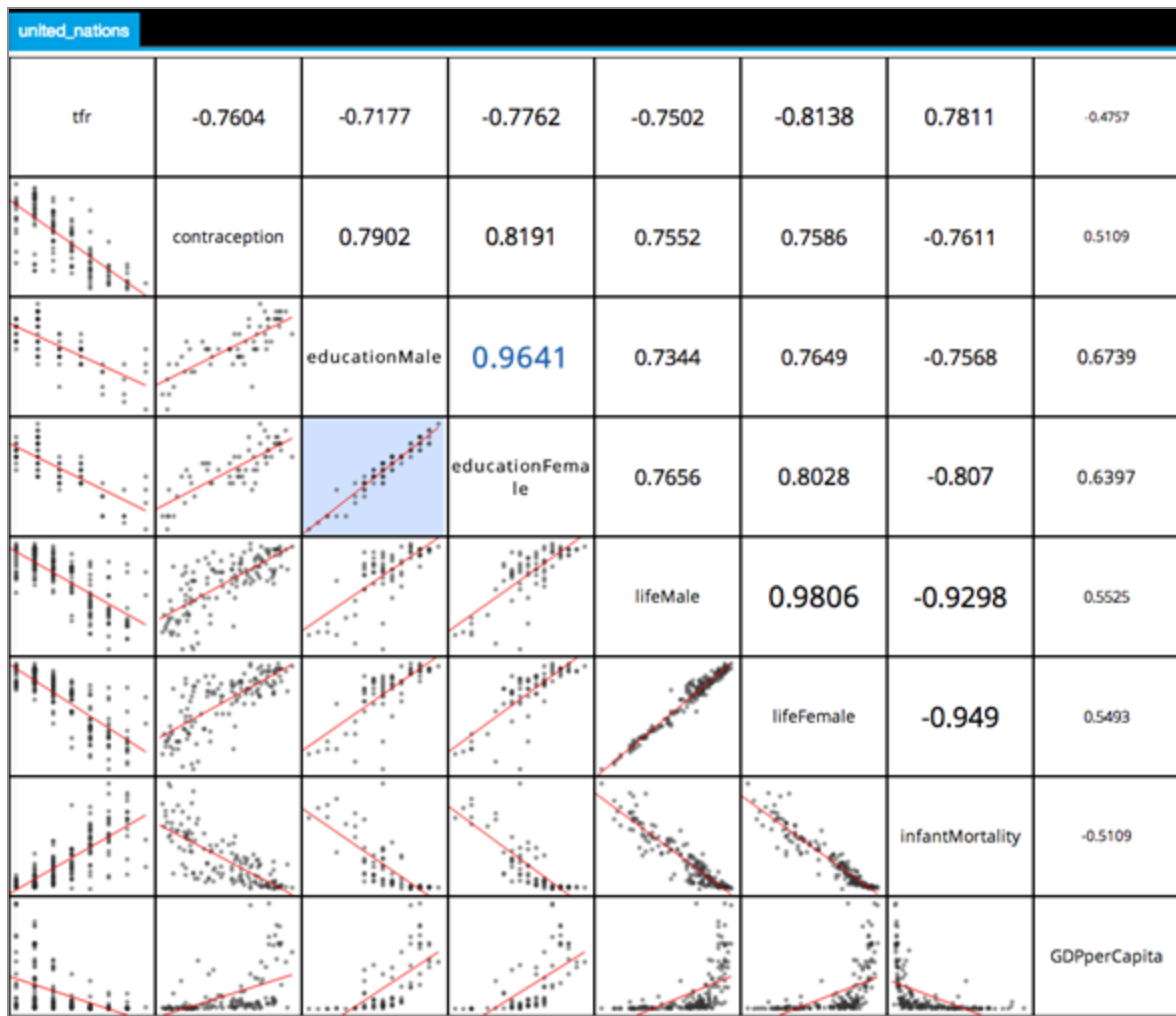 united_nations
tfr -0.7604 -0.7177 -0.7762 -0.7502 -0.8138 0.7811 -0.4757
contraception 0.7902 0.8191 0.7552 0.7586 -0.7611 0.5109
educationMale 0.9641 0.7344 0.7649 -0.7568 0.6739
educationFema
le 0.7656 0.8028 -0.807 0.6397
lifeMale 0.9806 -0.9298 0.5525
lifeFemale -0.949 0.5493
infantMortality -0.5109
GDPperCapita